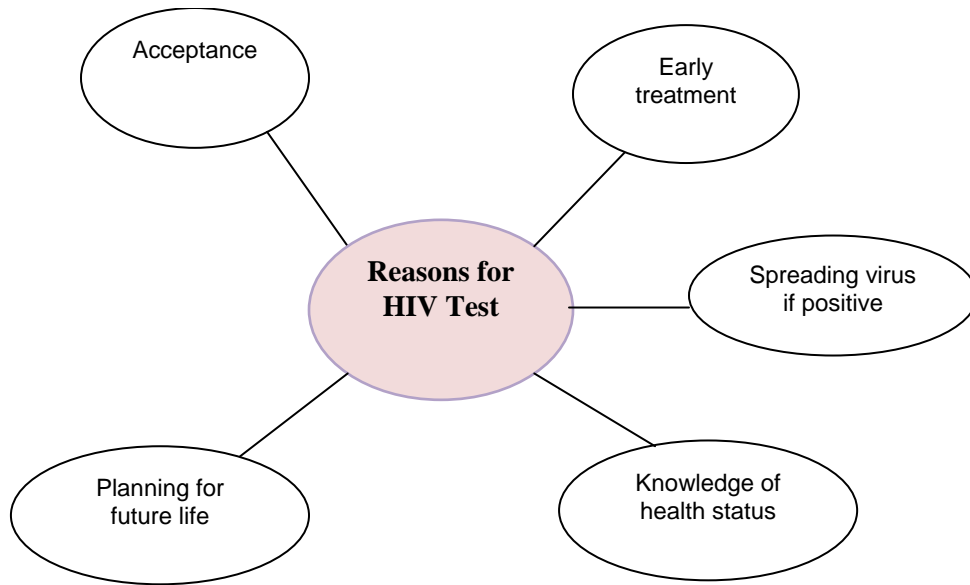 Acceptance
Early
treatment
Reasons for
HIV Test
Spreading virus
if positive
Planning for
future life
Knowledge of
health status